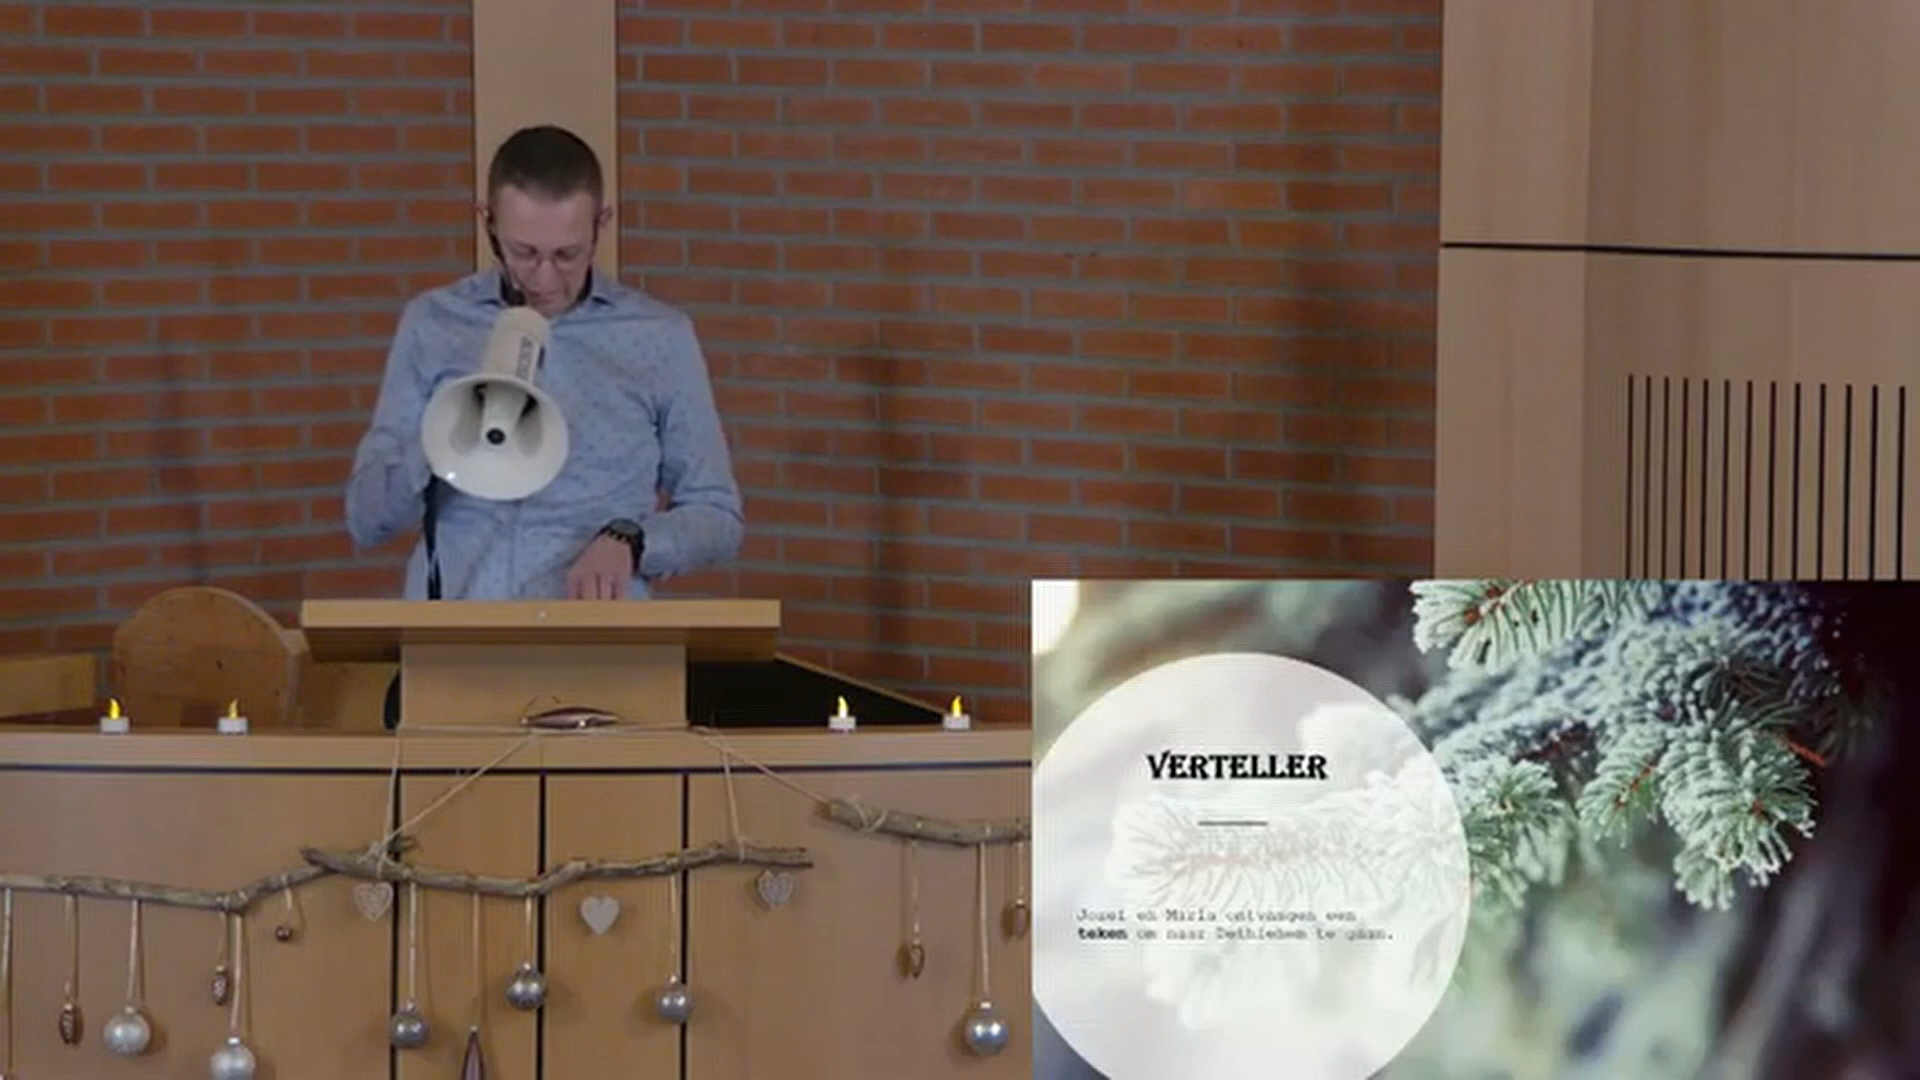 VERTELLER
Jozef en Maria ontvangen een
teken om naar Bethlehem te gaan.